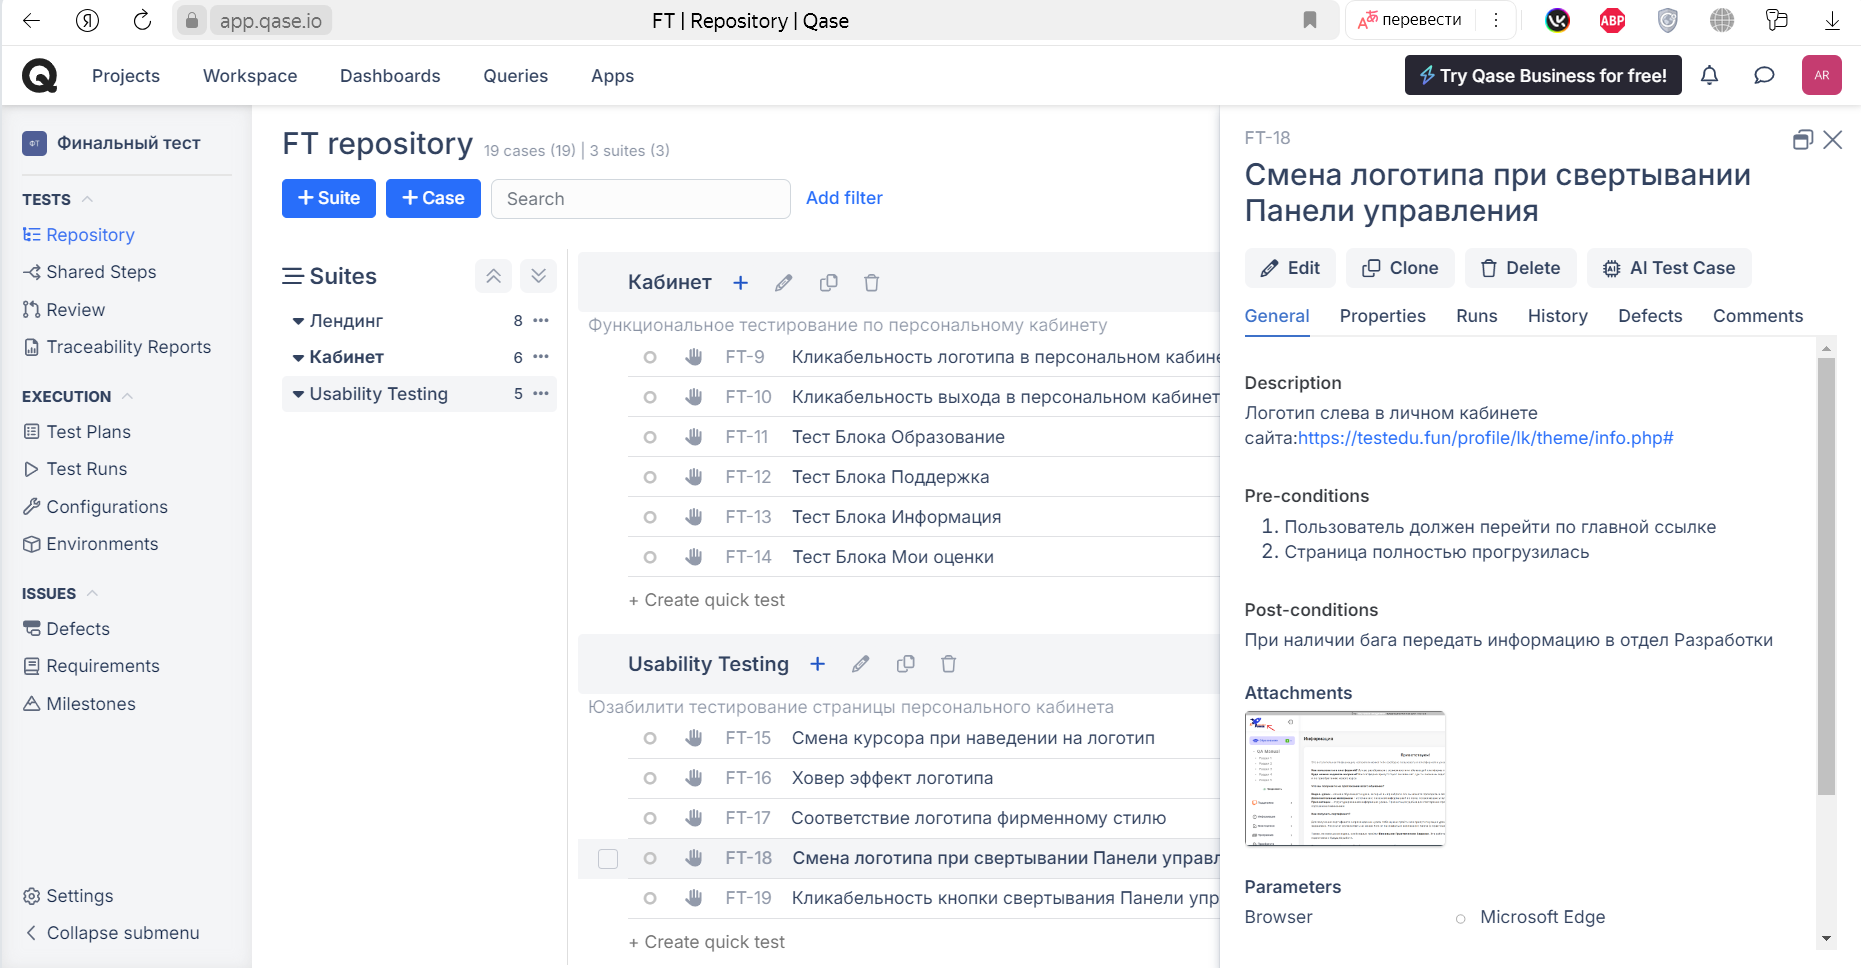 Я
app.qase.io
FT | Repository | Qase
перевести
ABP
Projects
Workspace
Dashboards
Queries
Apps
Try Qase Business for free!
AR
ФТ
Финальный тест
TESTS
Repository
Shared Steps
Review
Traceability Reports
EXECUTION
Test Plans
Test Runs
Configurations
Environments
ISSUES
Defects
Requirements
Milestones
Settings
Collapse submenu
FT repository
19 cases (19) | 3 suites (3)
+ Suite
+ Case
Search
Add filter
Suites
Лендинг 8
Кабинет 6
Usability Testing 5
Кабинет
Функциональное тестирование по персональному кабинету
FT-9 Кликабельность логотипа в персональном кабине
FT-10 Кликабельность выхода в персональном кабинет
FT-11 Тест Блока Образование
FT-12 Тест Блока Поддержка
FT-13 Тест Блока Информация
FT-14 Тест Блока Мои оценки
+ Create quick test
Usability Testing
Юзабилити тестирование страницы персонального кабинета
FT-15 Смена курсора при наведении на логотип
FT-16 Ховер эффект логотипа
FT-17 Соответствие логотипа фирменному стилю
FT-18 Смена логотипа при свертывании Панели управл
FT-19 Кликабельность кнопки свертывания Панели упр
+ Create quick test
FT-18
Смена логотипа при свертывании
Панели управления
Edit
Clone
Delete
AI Test Case
General
Properties
Runs
History
Defects
Comments
Description
Логотип слева в личном кабинете
сайта:https://testedu.fun/profile/lk/theme/info.php#
Pre-conditions
1. Пользователь должен перейти по главной ссылке
2. Страница полностью прогрузилась
Post-conditions
При наличии бага передать информацию в отдел Разработки
Attachments
Информация
Parameters
Browser
Microsoft Edge